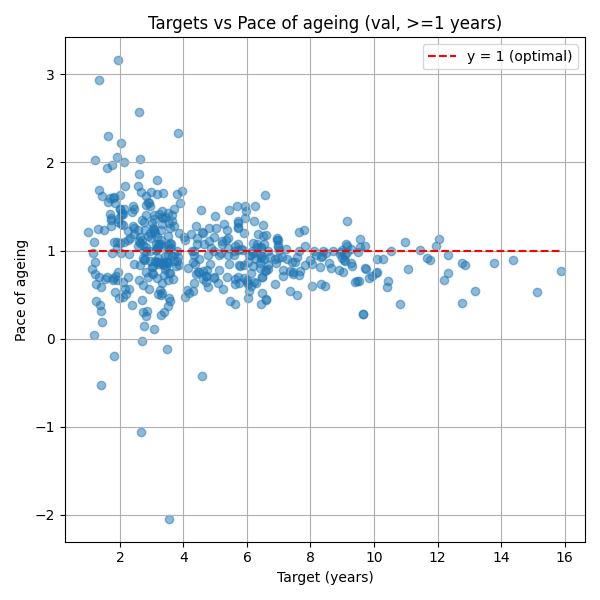 Targets vs Pace of ageing (val, >=1 years)
y = 1 (optimal)
3
2
1
0
−1
−2
Pace of ageing
2 4 6 8 10 12 14 16
Target (years)